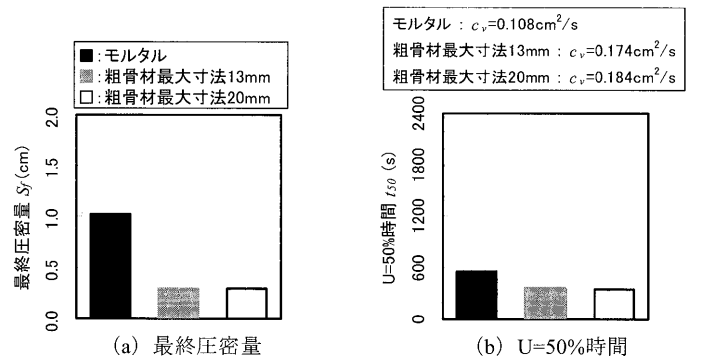 ■:モルタル
:粗骨材最大寸法13mm
□:粗骨材最大寸法20mm
最終圧密量 Sf (cm)
2.0
1.5
1.0
0.5
0.0
(a) 最終圧密量
モルタル : cv=0.108cm²/s
粗骨材最大寸法13mm : cv=0.174cm²/s
粗骨材最大寸法20mm : cv=0.184cm²/s
U=50%時間 t50 (s)
2400
1800
1200
600
0
(b) U=50%時間